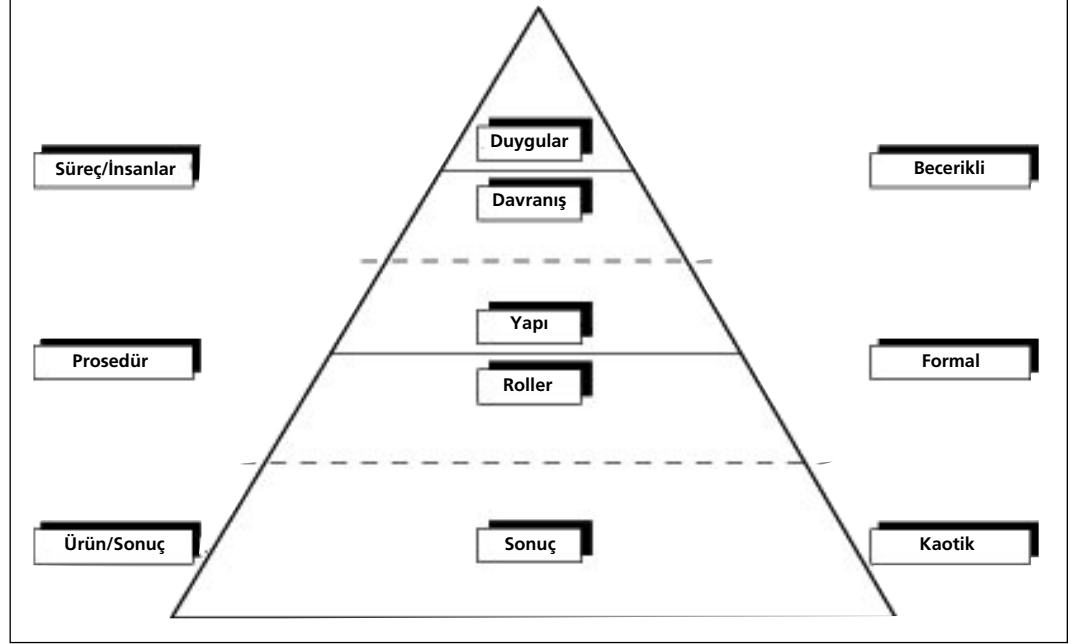 Duygular
Süreç/İnsanlar
Becerikli
Davranış
Yapı
Prosedür
Formal
Roller
Ürün/Sonuç
Sonuç
Kaotik